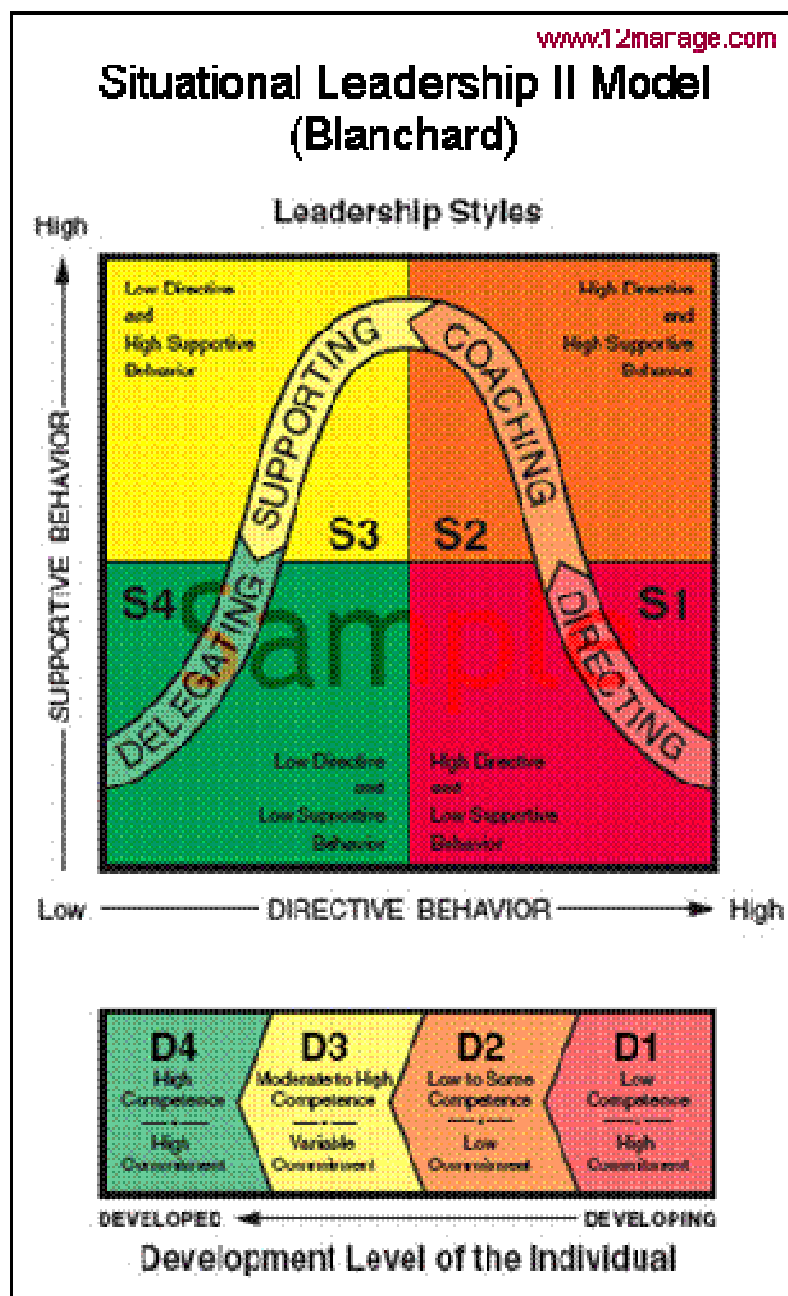 www.12manage.com
Situational Leadership II Model
(Blanchard)
Leadership Styles
High
Low Directive
and
High Supportive
Behavior
High Directive
and
High Supportive
Behavior
SUPPORTING
COACHING
S3
S2
SUPPORTIVE BEHAVIOR
S4
S1
Sample
DELEGATING
DIRECTING
Low Directive
and
Low Supportive
Behavior
High Directive
and
Low Supportive
Behavior
Low
DIRECTIVE BEHAVIOR
High
D4
High
Competence
High
Commitment
D3
Moderate to High
Competence
Variable
Commitment
D2
Low to Some
Competence
Low
Commitment
D1
Low
Competence
High
Commitment
DEVELOPED
DEVELOPING
Development Level of the Individual